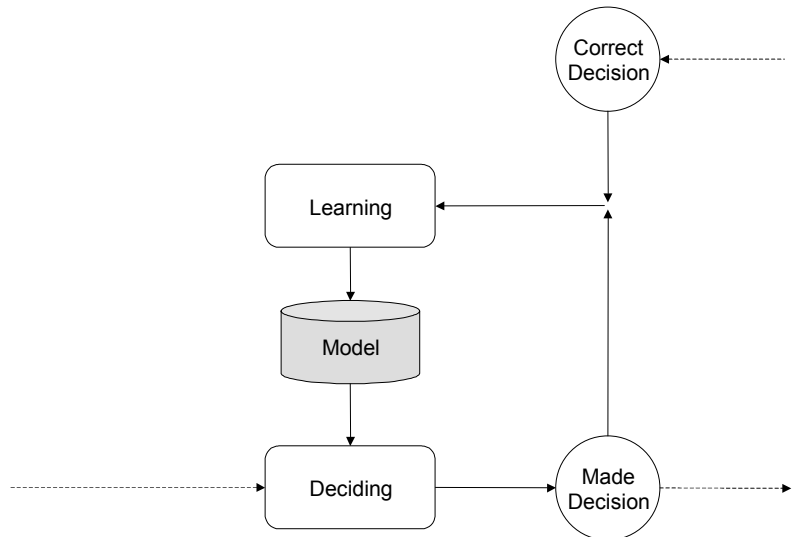 Correct
Decision
Learning
Model
Deciding
Made
Decision